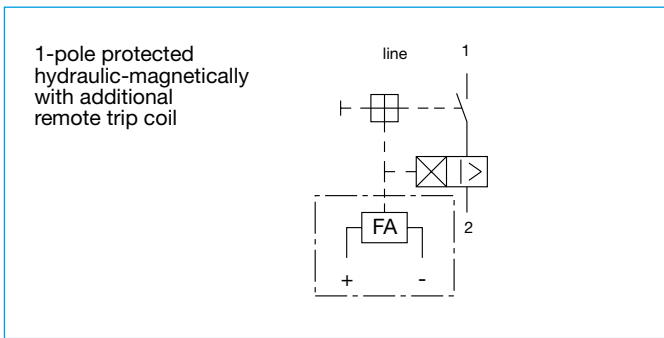 1-pole protected
hydraulic-magnetically
with additional
remote trip coil
line
1
I>
2
FA
+
-